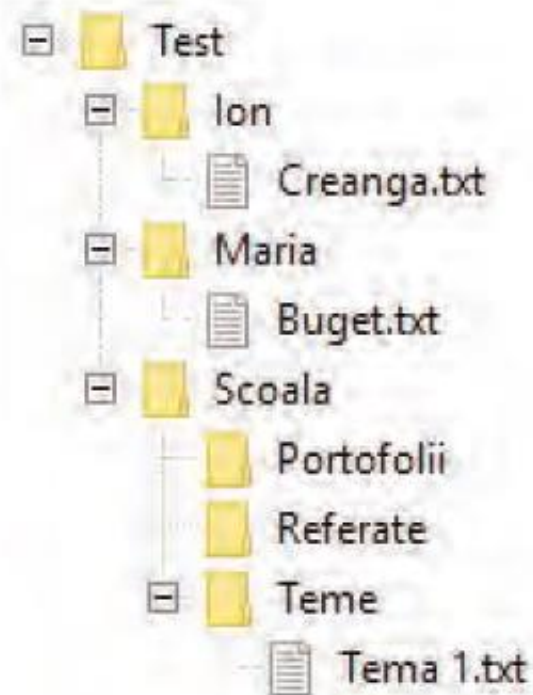 Test
Ion
Creanga.txt
Maria
Buget.txt
Scoala
Portofolii
Referate
Teme
Tema 1.txt